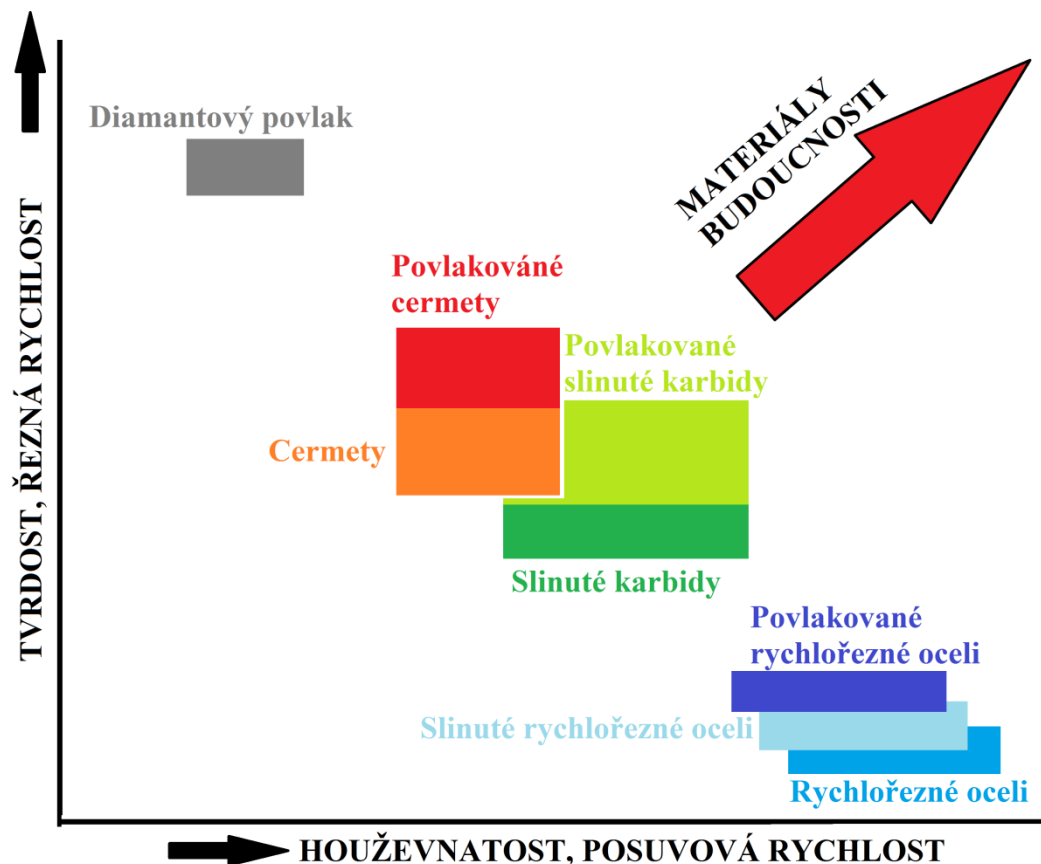 TVRDOST, ŘEZNÁ RYCHLOST
Diamantový povlak
MATERIÁLY
BUDOUCNOSTI
Povlakováné
cermety
Povlakované
slinuté karbidy
Cermety
Slinuté karbidy
Povlakované
rychlořezné oceli
Slinuté rychlořezné oceli
Rychlořezné oceli
HOUŽEVNATOST, POSUVOVÁ RYCHLOST